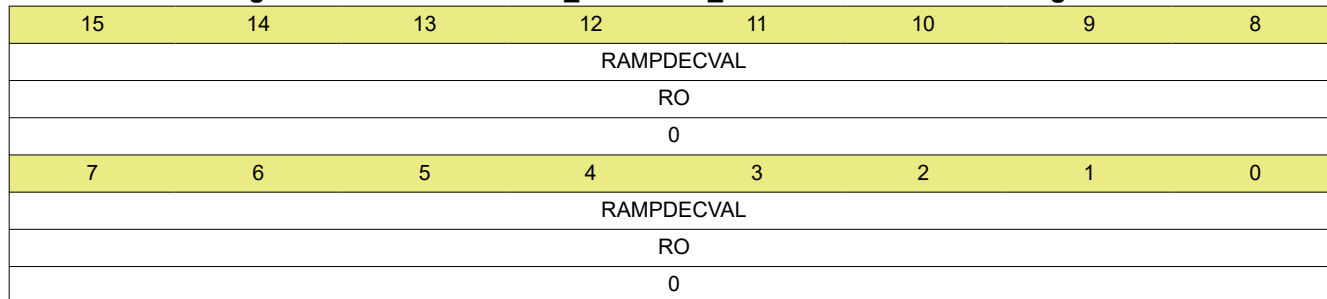 15 14 13 12 11 10 9 8
RAMPDECVAL
RO
0
7 6 5 4 3 2 1 0
RAMPDECVAL
RO
0